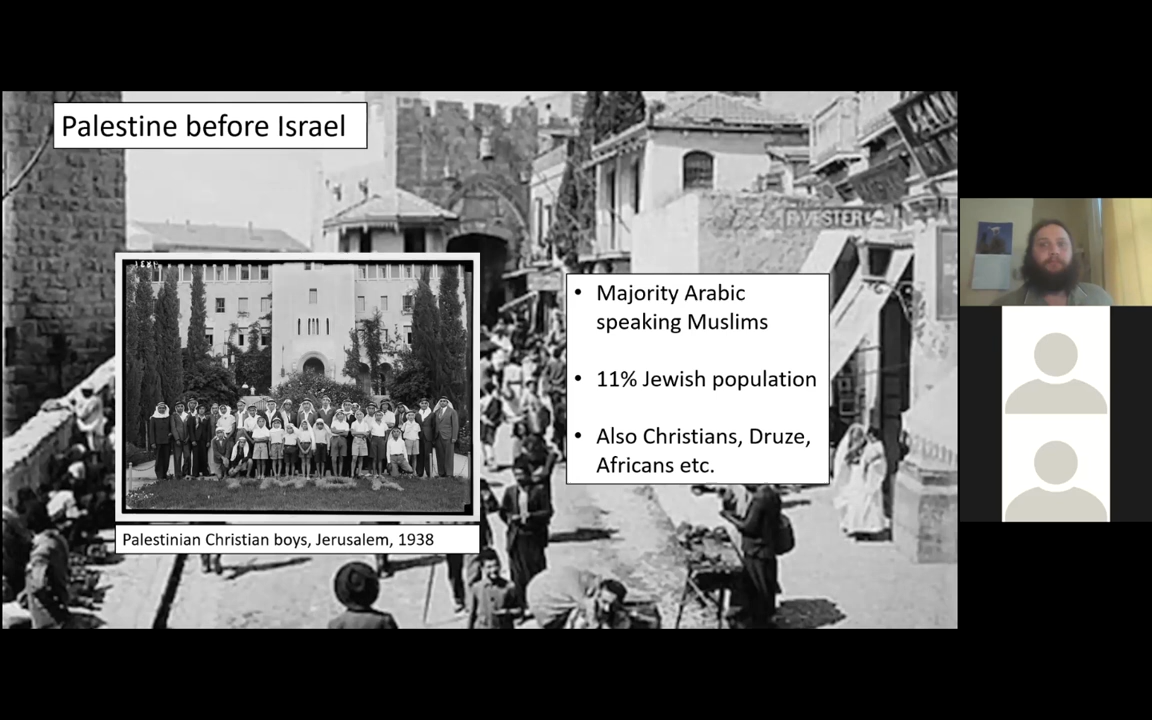 Palestine before Israel
• Majority Arabic
speaking Muslims
• 11% Jewish population
• Also Christians, Druze,
Africans etc.
Palestinian Christian boys, Jerusalem, 1938